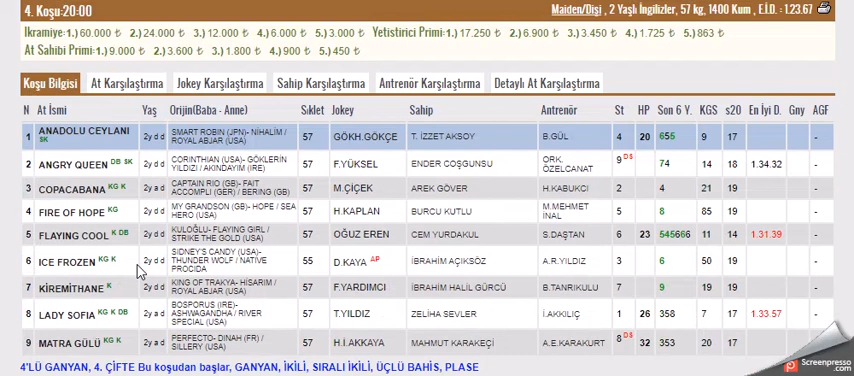 4. Koşu:20:00 Maiden/Dişi , 2 Yaşlı İngilizler, 57 kg, 1400 Kum , E.İ.D. : 1.23.67
İkramiye: 1.) 60.000 ₺ 2.) 24.000 ₺ 3.) 12.000 ₺ 4.) 6.000 ₺ 5.) 3.000 ₺ Yetistirici Primi: 1.) 17.250 ₺ 2.) 6.900 ₺ 3.) 3.450 ₺ 4.) 1.725 ₺ 5.) 863 ₺
At Sahibi Primi: 1.) 9.000 ₺ 2.) 3.600 ₺ 3.) 1.800 ₺ 4.) 900 ₺ 5.) 450 ₺
Koşu Bilgisi At Karşılaştırma Jokey Karşılaştırma Sahip Karşılaştırma Antrenör Karşılaştırma Detaylı At Karşılaştırma
N At İsmi Yaş Orijin(Baba - Anne) Sıklet Jokey Sahip Antrenör St HP Son 6 Y. KGS s20 En İyi D. Gny AGF
1 ANADOLU CEYLANI SK 2y d d SMART ROBIN (JPN)- NİHALİM / ROYAL ABJAR (USA) 57 GÖKH.GÖKÇE T. İZZET AKSOY B.GÜL 4 20 655 9 17 -
2 ANGRY QUEEN DB SK 2y d d CORINTHIAN (USA)- GÖKLERİN YILDIZI / AKINDAYIM (IRE) 57 F.YÜKSEL ENDER COŞGUNSU ORK. ÖZELCANAT 9 DS 74 14 18 1.34.32 -
3 COPACABANA KG K 2y a d CAPTAIN RIO (GB)- FAIT ACCOMPLI (GER) / BERING (GB) 57 M.ÇİÇEK AREK GÖVER H.KABUKCI 2 4 21 19 -
4 FIRE OF HOPE KG 2y d d MY GRANDSON (GB)- HOPE / SEA HERO (USA) 57 H.KAPLAN BURCU KUTLU M.MEHMET İNAL 5 8 85 19 -
5 FLAYING COOL K DB 2y d d KULOĞLU- FLAYING GIRL / STRIKE THE GOLD (USA) 57 OĞUZ EREN CEM YURDAKUL S.DAŞTAN 6 23 545666 11 14 1.31.39 -
6 ICE FROZEN KG K 2y d d SIDNEY'S CANDY (USA)- THUNDER WOLF / NATIVE PROCIDA 55 D.KAYA AP İBRAHİM AÇIKSÖZ A.R.YILDIZ 3 6 50 19 -
7 KİREMİTHANE K 2y d d KING OF TRAKYA- HISARIM / ROYAL ABJAR (USA) 57 F.YARDIMCI İBRAHİM HALİL GÜRCÜ B.TANRIKULU 7 9 19 19 -
8 LADY SOFIA KG K DB 2y a d BOSPORUS (IRE)- ASHWAGANDHA / RIVER SPECIAL (USA) 57 T.YILDIZ ZELİHA SEVLER İ.AKKILIÇ 1 26 358 7 17 1.33.57 -
9 MATRA GÜLÜ KG K 2y a d PERFECTO- DINAH (FR) / SILLERY (USA) 57 H.İ.AKKAYA MAHMUT KARAKEÇİ A.E.KARAKURT 8 DS 32 353 20 17 -
4'LÜ GANYAN, 4. ÇİFTE Bu koşudan başlar, GANYAN, İKİLİ, SIRALI İKİLİ, ÜÇLÜ BAHİS, PLASE
Screenpresso
.com